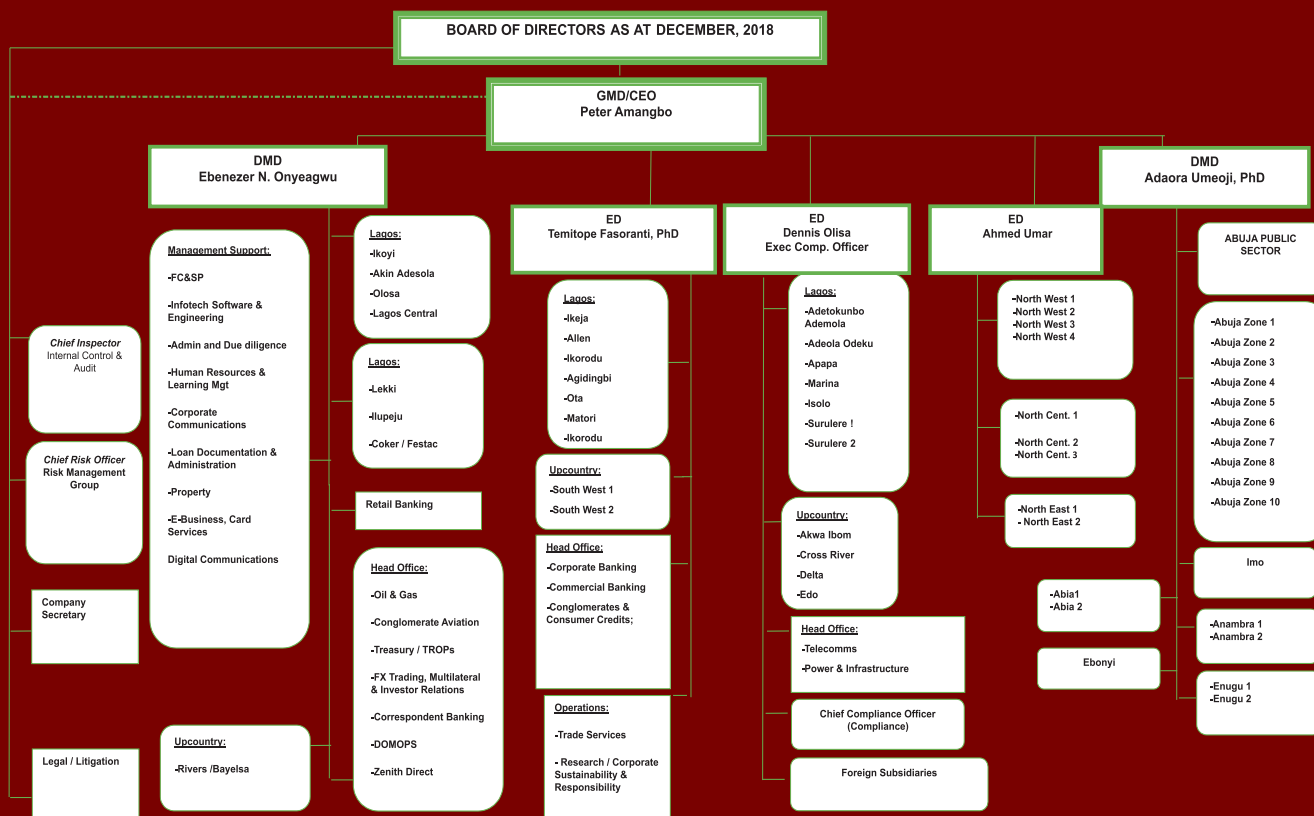 BOARD OF DIRECTORS AS AT DECEMBER, 2018
GMD/CEO
Peter Amangbo
DMD
Ebenezer N. Onyeagwu
DMD
Adaora Umeoji, PhD
ED
Temitope Fasoranti, PhD
ED
Dennis Olisa
Exec Comp. Officer
ED
Ahmed Umar
Chief Inspector
Internal Control &
Audit
Chief Risk Officer
Risk Management
Group
Company
Secretary
Legal / Litigation
Management Support:
-FC&SP
-Infotech Software &
Engineering
-Admin and Due diligence
-Human Resources &
Learning Mgt
-Corporate
Communications
-Loan Documentation &
Administration
-Property
-E-Business, Card
Services
Digital Communications
Upcountry:
-Rivers /Bayelsa
Lagos:
-Ikoyi
-Akin Adesola
-Olosa
-Lagos Central
Lagos:
-Lekki
-Ilupeju
-Coker / Festac
Retail Banking
Head Office:
-Oil & Gas
-Conglomerate Aviation
-Treasury / TROPs
-FX Trading, Multilateral
& Investor Relations
-Correspondent Banking
-DOMOPS
-Zenith Direct
Lagos:
-Ikeja
-Allen
-Ikorodu
-Agidingbi
-Ota
-Matori
-Ikorodu
Upcountry:
-South West 1
-South West 2
Head Office:
-Corporate Banking
-Commercial Banking
-Conglomerates &
Consumer Credits;
Operations:
-Trade Services
- Research / Corporate
Sustainability &
Responsibility
Lagos:
-Adetokunbo
Ademola
-Adeola Odeku
-Apapa
-Marina
-Isolo
-Surulere !
-Surulere 2
Upcountry:
-Akwa Ibom
-Cross River
-Delta
-Edo
Head Office:
-Telecomms
-Power & Infrastructure
Chief Compliance Officer
(Compliance)
Foreign Subsidiaries
-North West 1
-North West 2
-North West 3
-North West 4
-North Cent. 1
-North Cent. 2
-North Cent. 3
-North East 1
- North East 2
ABUJA PUBLIC
SECTOR
-Abuja Zone 1
-Abuja Zone 2
-Abuja Zone 3
-Abuja Zone 4
-Abuja Zone 5
-Abuja Zone 6
-Abuja Zone 7
-Abuja Zone 8
-Abuja Zone 9
-Abuja Zone 10
Imo
-Abia1
-Abia 2
-Anambra 1
-Anambra 2
Ebonyi
-Enugu 1
-Enugu 2